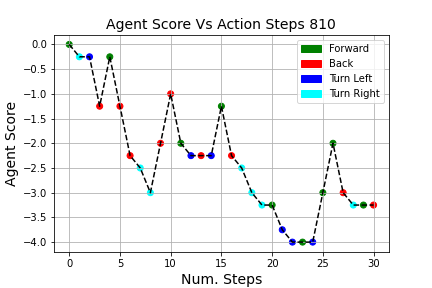 Agent Score Vs Action Steps 810
Agent Score
0.0
−0.5
−1.0
−1.5
−2.0
−2.5
−3.0
−3.5
−4.0
Forward
Back
Turn Left
Turn Right
0 5 10 15 20 25 30
Num. Steps